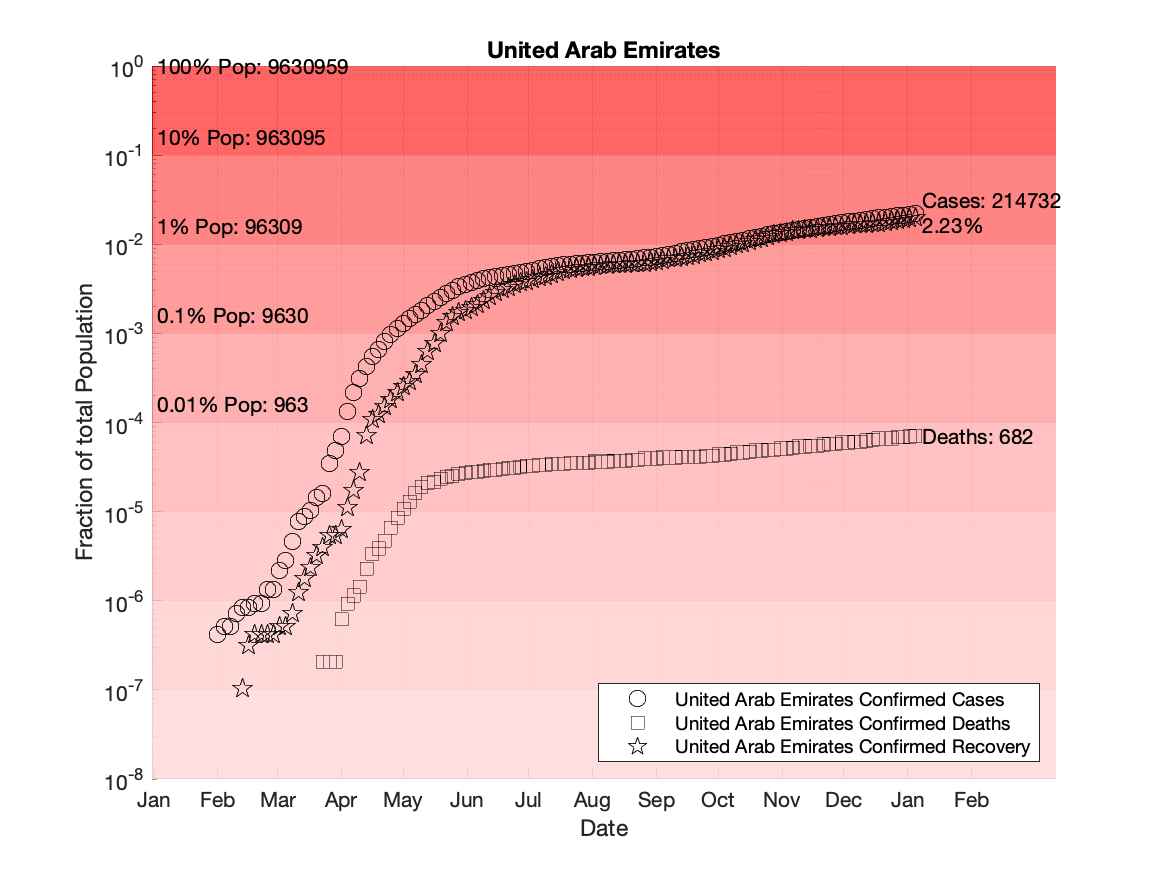 United Arab Emirates
10^0
100% Pop: 9630959
10% Pop: 963095
10^-1
Cases: 214732
1% Pop: 96309
2.23%
10^-2
0.1% Pop: 9630
10^-3
0.01% Pop: 963
10^-4
Deaths: 682
10^-5
10^-6
10^-7
10^-8
Fraction of total Population
United Arab Emirates Confirmed Cases
United Arab Emirates Confirmed Deaths
United Arab Emirates Confirmed Recovery
Jan Feb Mar Apr May Jun Jul Aug Sep Oct Nov Dec Jan Feb
Date